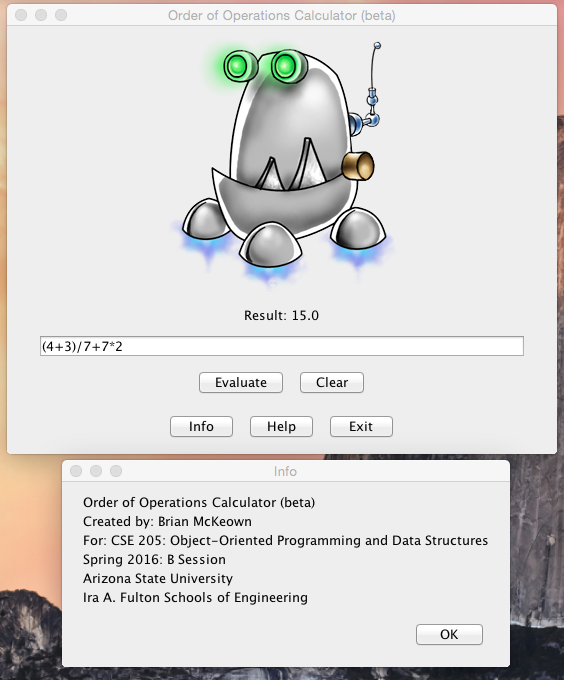 Order of Operations Calculator (beta)
Result: 15.0
(4+3)/7+7*2
Evaluate
Clear
Info
Help
Exit
Info
Order of Operations Calculator (beta)
Created by: Brian McKeown
For: CSE 205: Object-Oriented Programming and Data Structures
Spring 2016: B Session
Arizona State University
Ira A. Fulton Schools of Engineering
OK